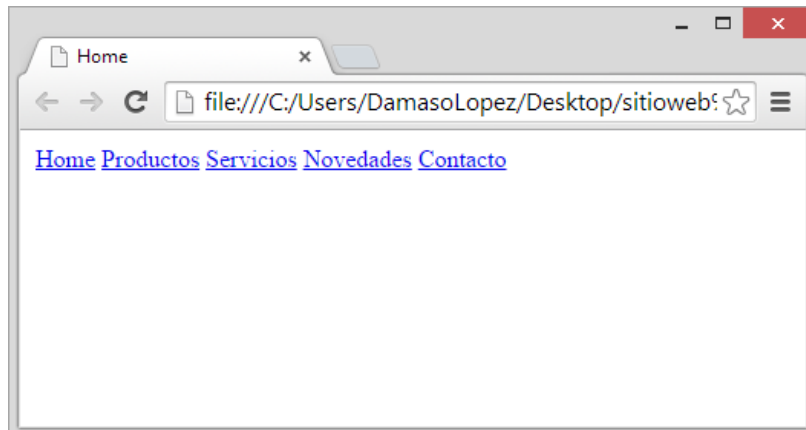 Home
file:///C:/Users/DamasoLopez/Desktop/sitioweb
Home Productos Servicios Novedades Contacto